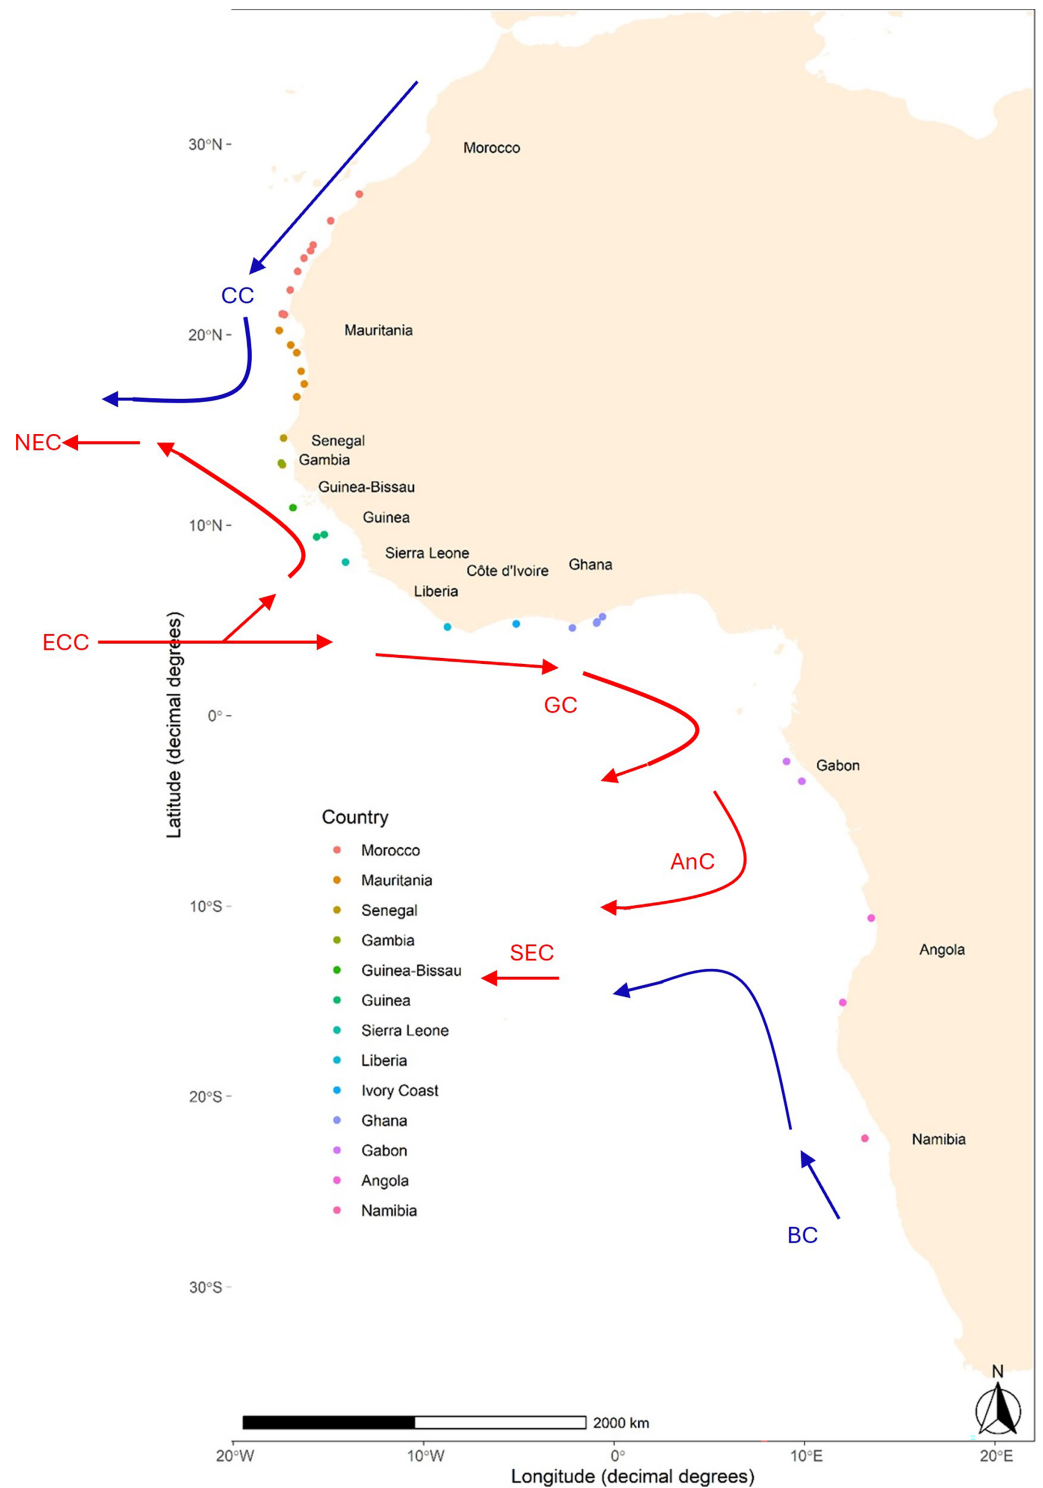 30°N
Morocco
CC
20°N
Mauritania
NEC
Senegal
Gambia
Guinea-Bissau
10°N
Guinea
Sierra Leone
Côte d'Ivoire
Ghana
Liberia
ECC
GC
0°
Latitude (decimal degrees)
Gabon
Country
Morocco
AnC
Mauritania
10°S
Senegal
Gambia
SEC
Angola
Guinea-Bissau
Guinea
Sierra Leone
Liberia
20°S
Ivory Coast
Ghana
Namibia
Gabon
Angola
Namibia
BC
30°S
N
2000 km
20°W
10°W
0°
10°E
20°E
Longitude (decimal degrees)